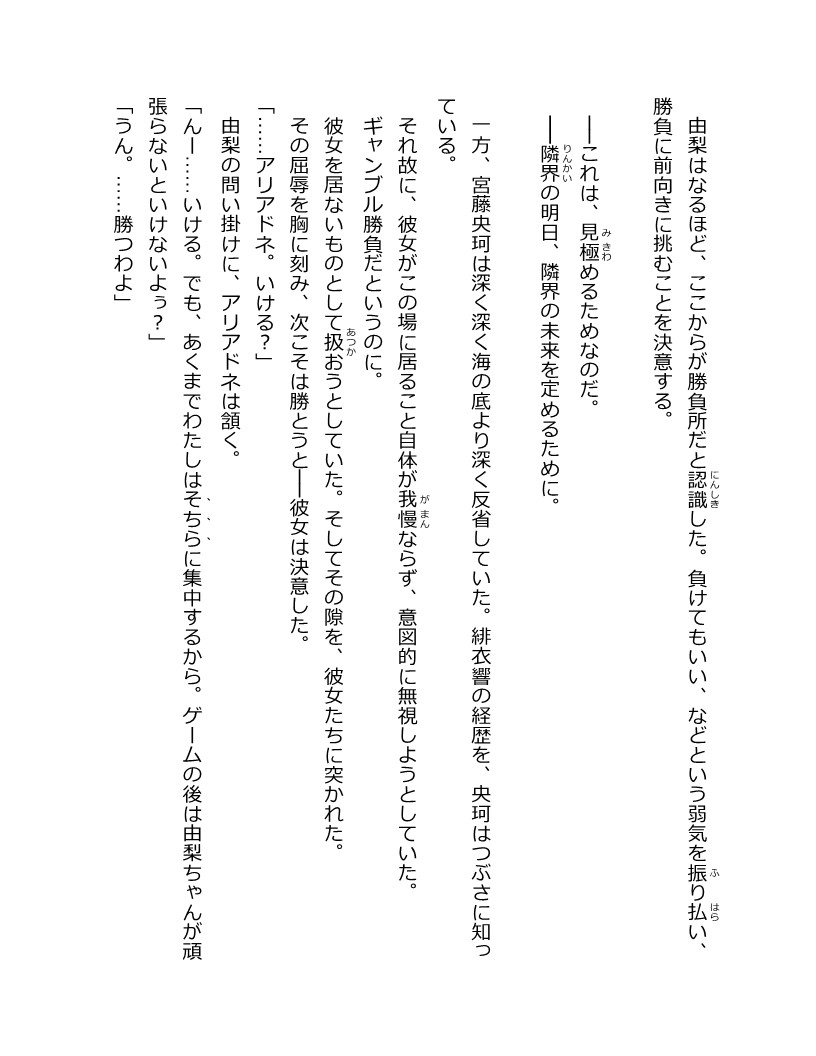 由梨はなるほど、ここからが勝負所だと認識した。負けてもいい、などという弱気を振り払い、
勝負に前向きに挑むことを決意する。
――これは、見極めるためなのだ。
――隣界の明日、隣界の未来を定めるために。
一方、宮藤央珂は深く深く海の底より深く反省していた。緋衣響の経歴を、央珂はつぶさに知っ
ている。
それ故に、彼女がこの場に居ること自体が我慢ならず、意図的に無視しようとしていた。
ギャンブル勝負だというのに。
彼女を居ないものとして扱おうとしていた。そしてその隙を、彼女たちに突かれた。
その屈辱を胸に刻み、次こそは勝とうと――彼女は決意した。
「……アリアドネ。いける？」
由梨の問い掛けに、アリアドネは頷く。
「んー……いける。でも、あくまでわたしはそちらに集中するから。ゲームの後は由梨ちゃんが頑
張らないといけないよぅ？」
「うん。……勝つわよ」